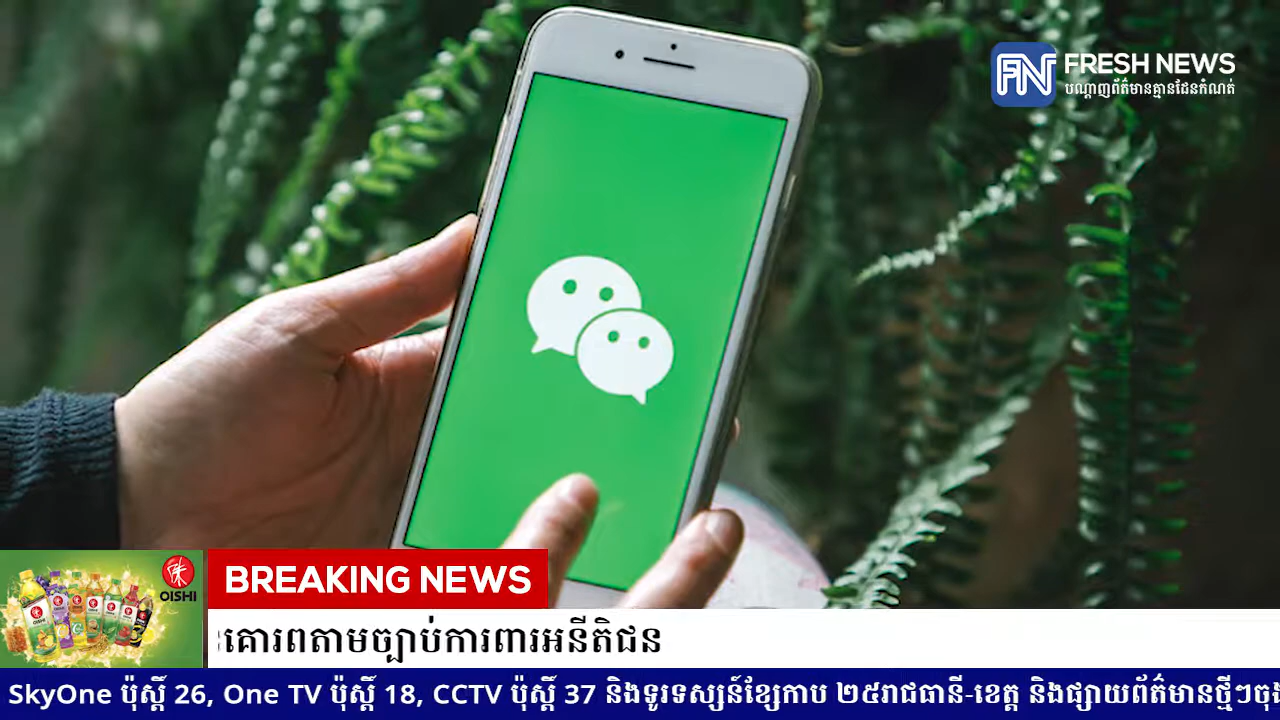 FRESH NEWS
បណ្តាញព័ត៌មានគ្មានដែនកំណត់
OISHI
BREAKING NEWS
គោរពតាមច្បាប់ការពារអនីតិជន
SkyOne ប៉ុស្តិ៍ 26, One TV ប៉ុស្តិ៍ 18, CCTV ប៉ុស្តិ៍ 37 និងទូរទស្សន៍ខ្សែកាប ២៥រាជធានី-ខេត្ត និងផ្សាយព័ត៌មានថ្មីៗចុង